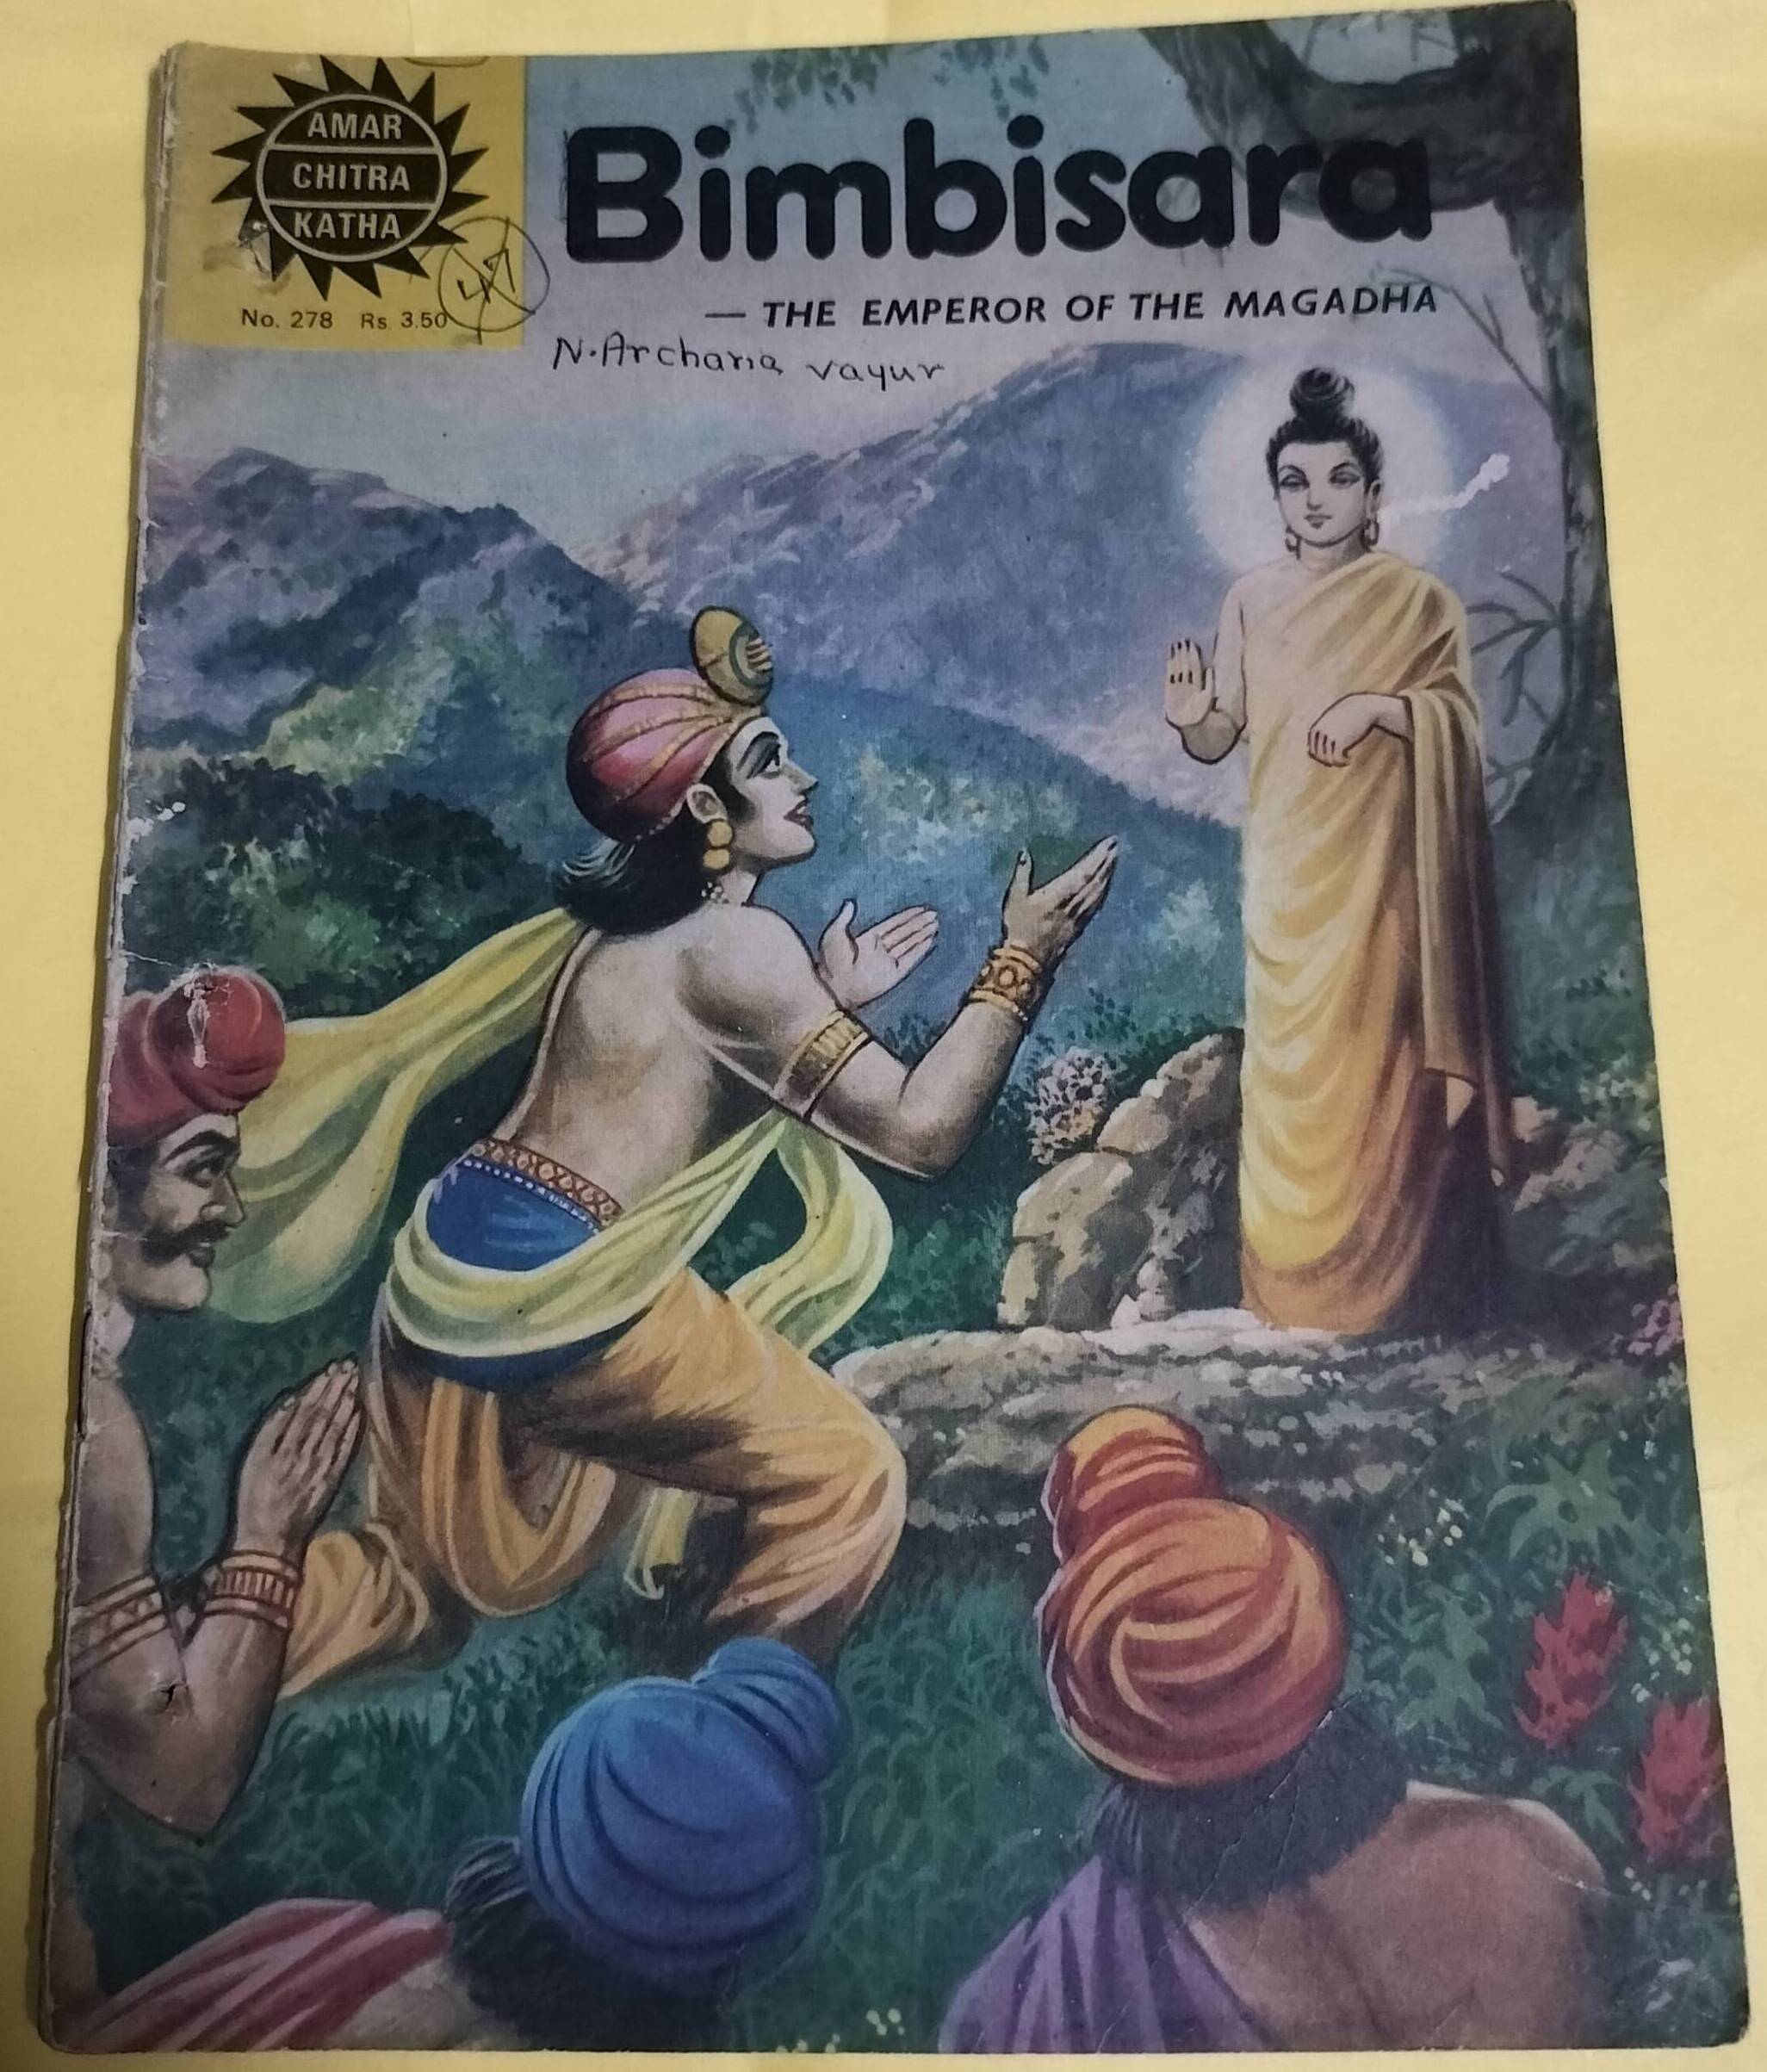 AMAR
CHITRA
KATHA
No. 278 Rs 3.50
Bimbisara
— THE EMPEROR OF THE MAGADHA
N. Archana vayur